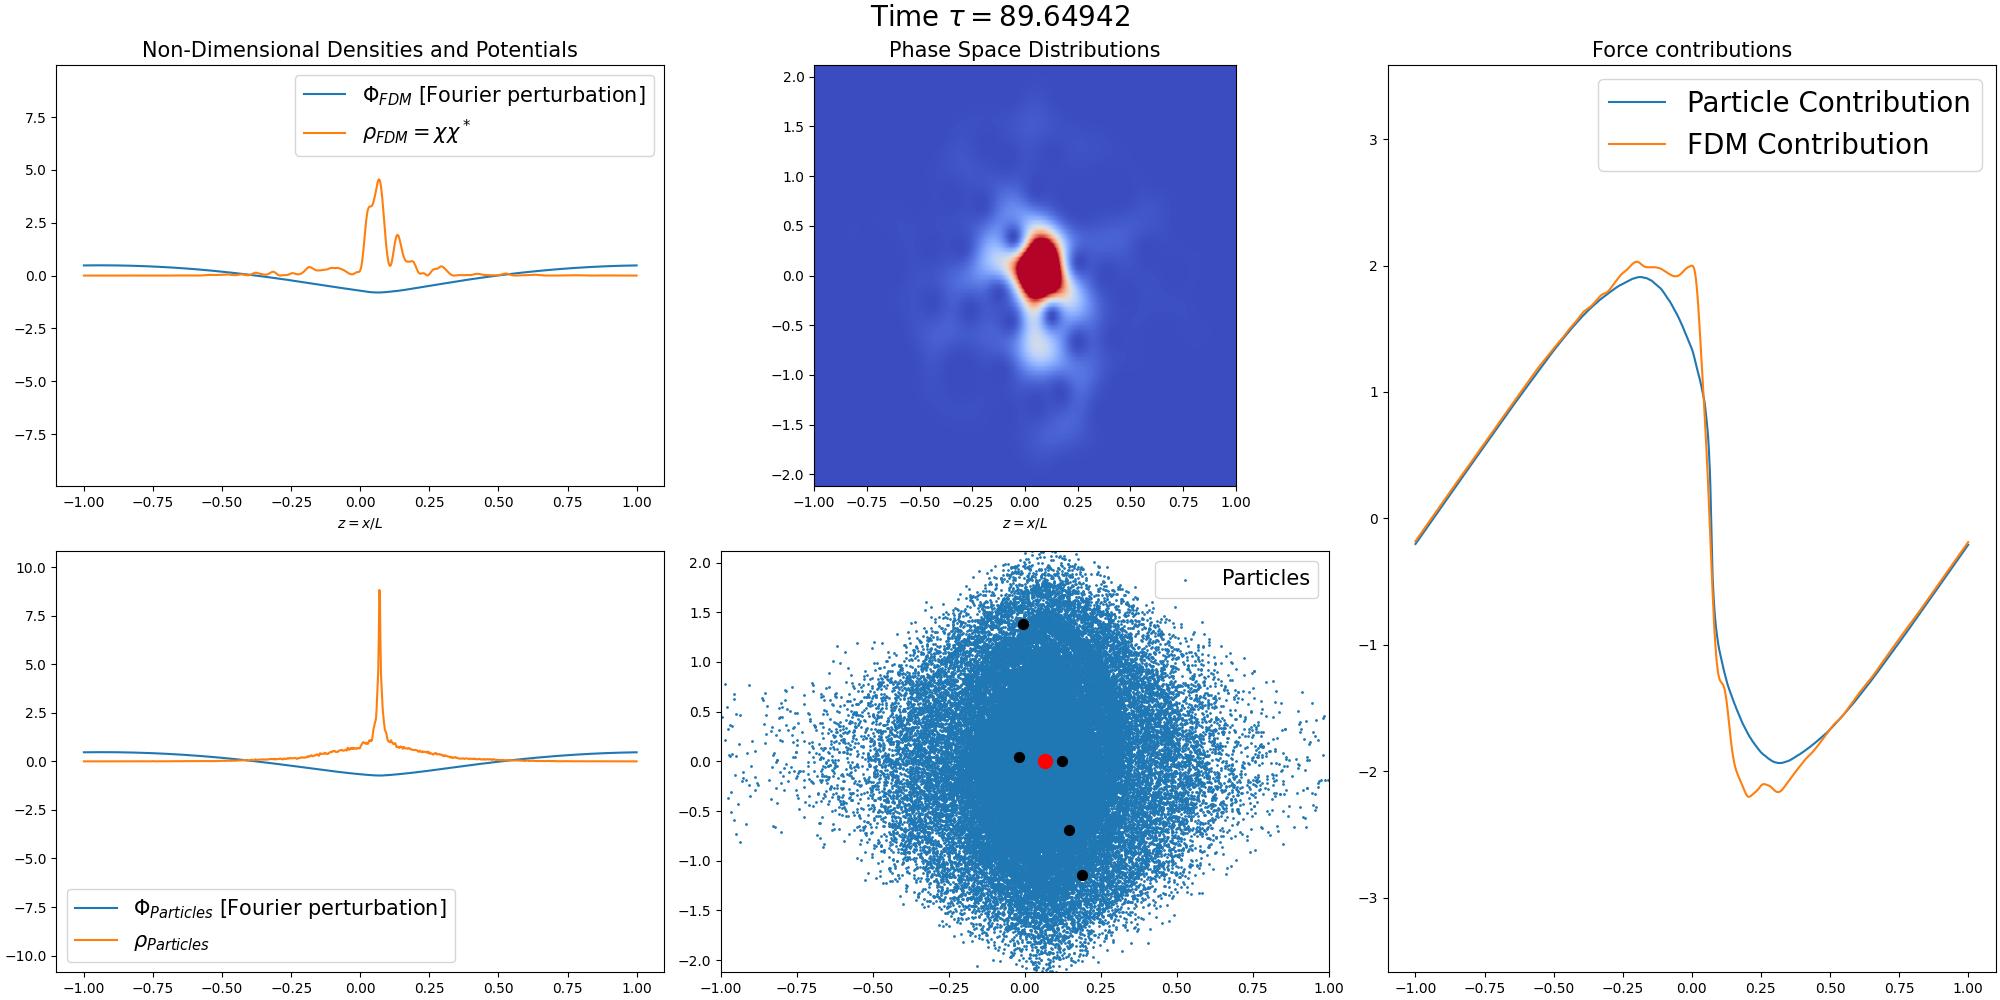 Time τ = 89.64942
Non-Dimensional Densities and Potentials
Φ_FDM [Fourier perturbation]
ρ_FDM = χχ*
7.5
5.0
2.5
0.0
−2.5
−5.0
−7.5
−1.00 −0.75 −0.50 −0.25 0.00 0.25 0.50 0.75 1.00
z = x/L
Phase Space Distributions
2.0
1.5
1.0
0.5
0.0
−0.5
−1.0
−1.5
−2.0
−1.00 −0.75 −0.50 −0.25 0.00 0.25 0.50 0.75 1.00
z = x/L
Force contributions
Particle Contribution
FDM Contribution
3
2
1
0
−1
−2
−3
−1.00 −0.75 −0.50 −0.25 0.00 0.25 0.50 0.75 1.00
10.0
7.5
5.0
2.5
0.0
−2.5
−5.0
−7.5
−10.0
Φ_Particles [Fourier perturbation]
ρ_Particles
−1.00 −0.75 −0.50 −0.25 0.00 0.25 0.50 0.75 1.00
Particles
2.0
1.5
1.0
0.5
0.0
−0.5
−1.0
−1.5
−2.0
−1.00 −0.75 −0.50 −0.25 0.00 0.25 0.50 0.75 1.00